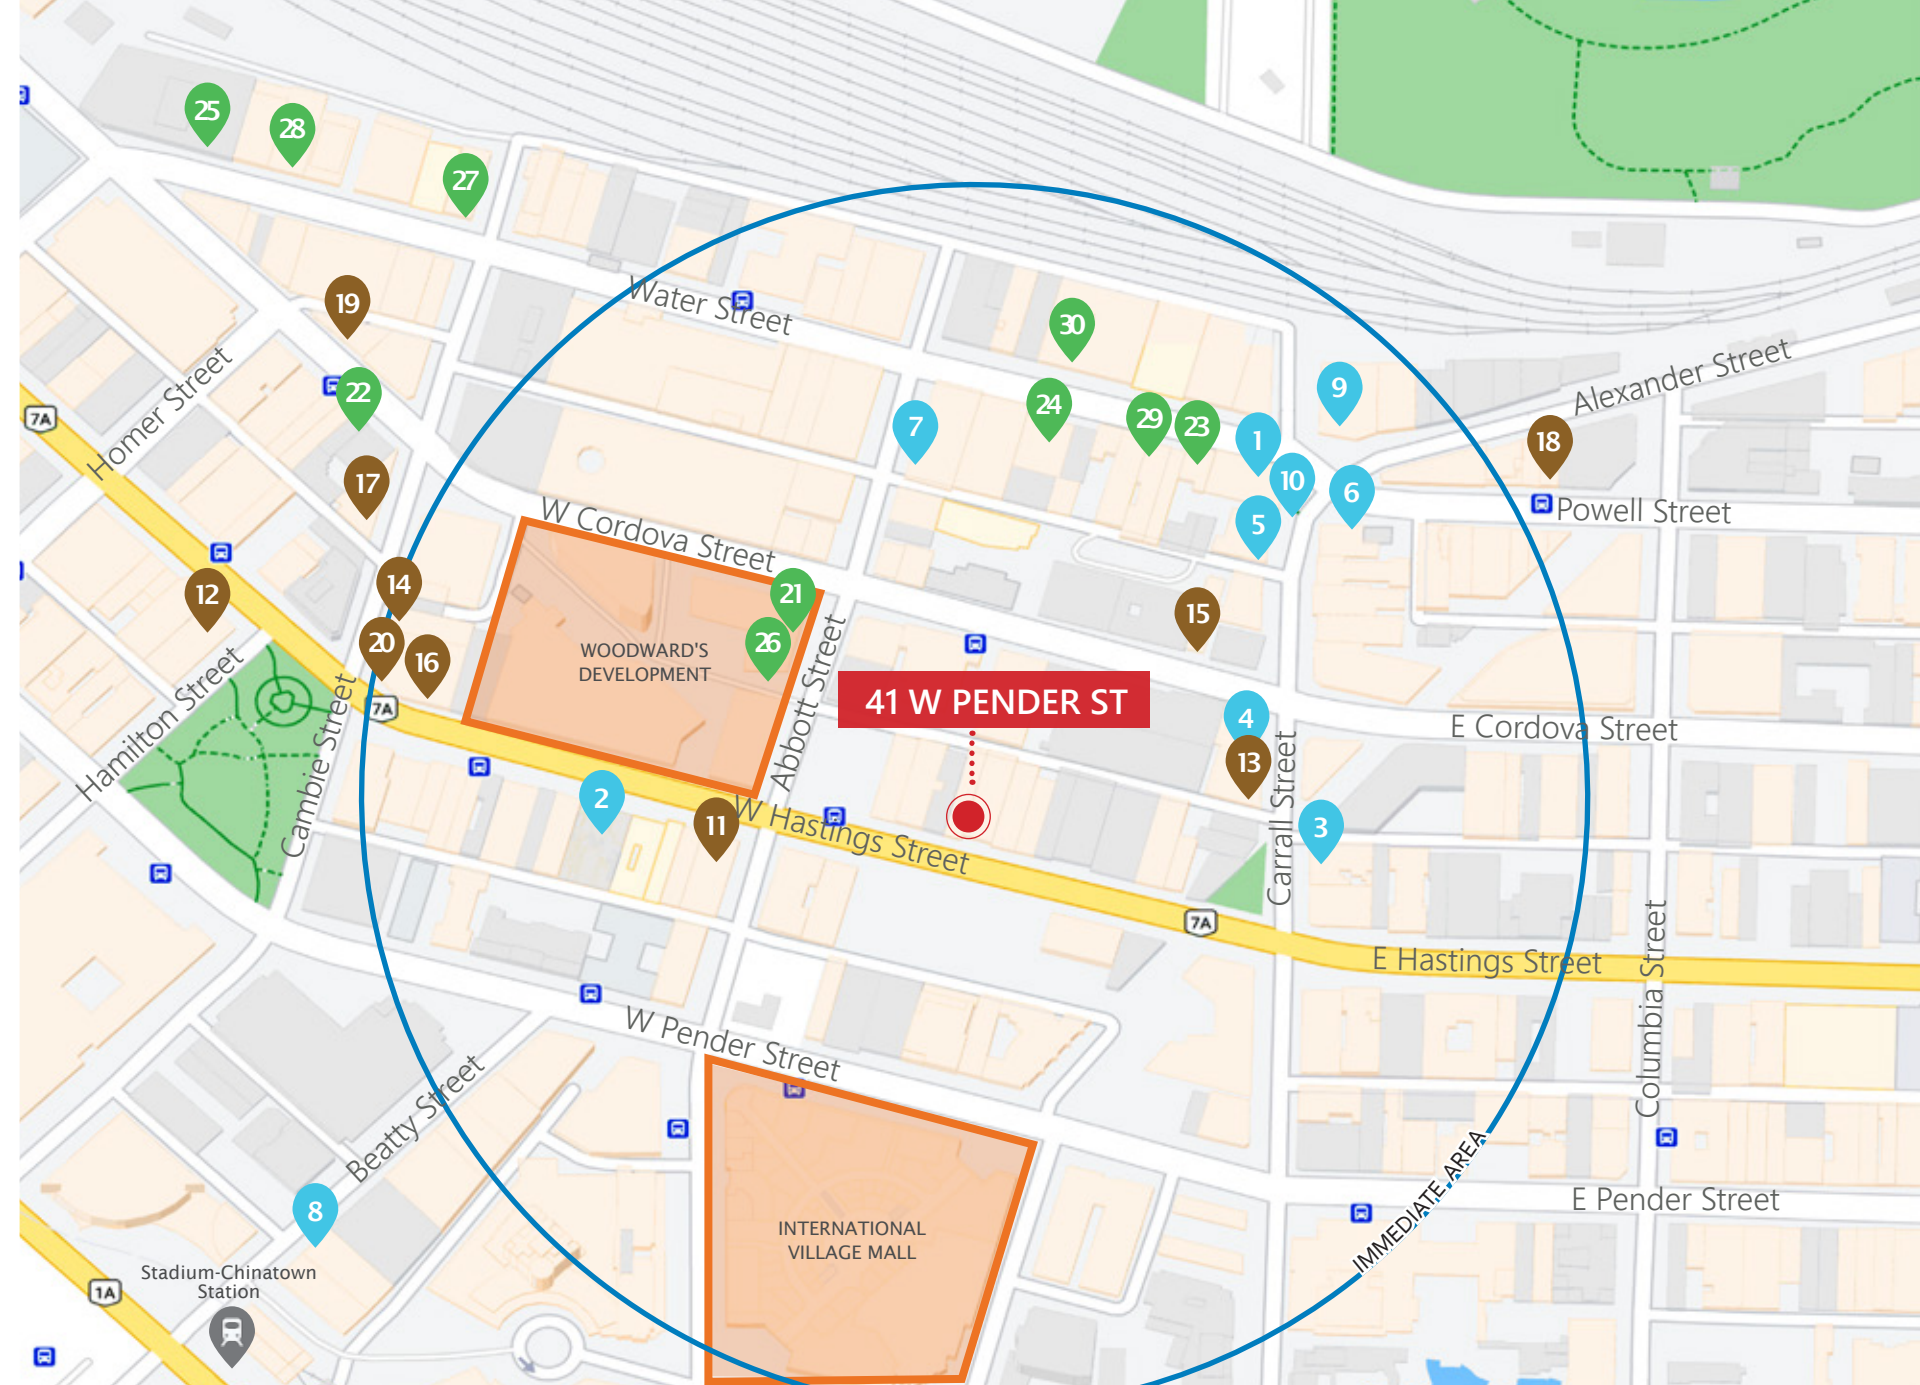 25
28
27
19
Water Street
30
Homer Street
22
7A
7
24
29
23
1
9
Alexander Street
18
17
10
6
5
Powell Street
W Cordova Street
12
14
20
16
21
26
15
WOODWARD'S
DEVELOPMENT
Abbott Street
41 W PENDER ST
Hamilton Street
Cambie Street
7A
4
13
E Cordova Street
Carrall Street
2
11
W Hastings Street
3
7A
E Hastings Street
Columbia Street
W Pender Street
Beatty Street
8
IMMEDIATE AREA
E Pender Street
INTERNATIONAL
VILLAGE MALL
Stadium-Chinatown
Station
1A